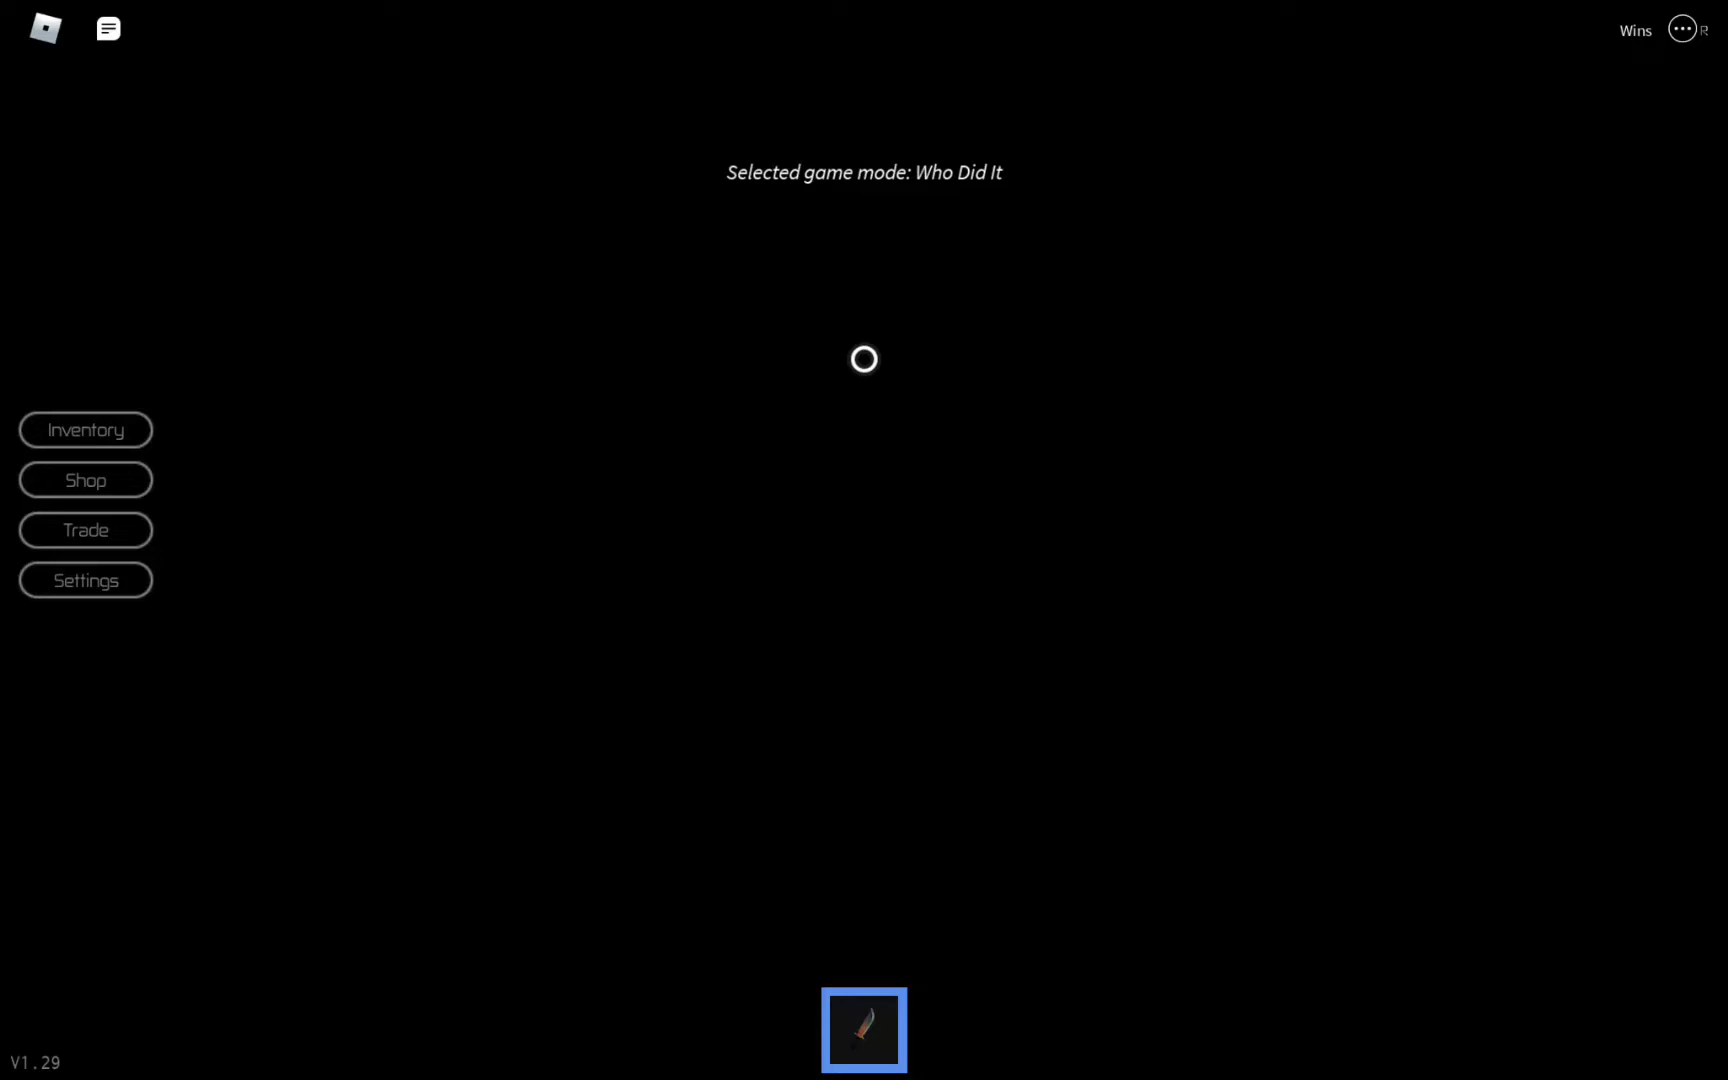 Wins
R
Selected game mode: Who Did It
Inventory
Shop
Trade
Settings
V1.29